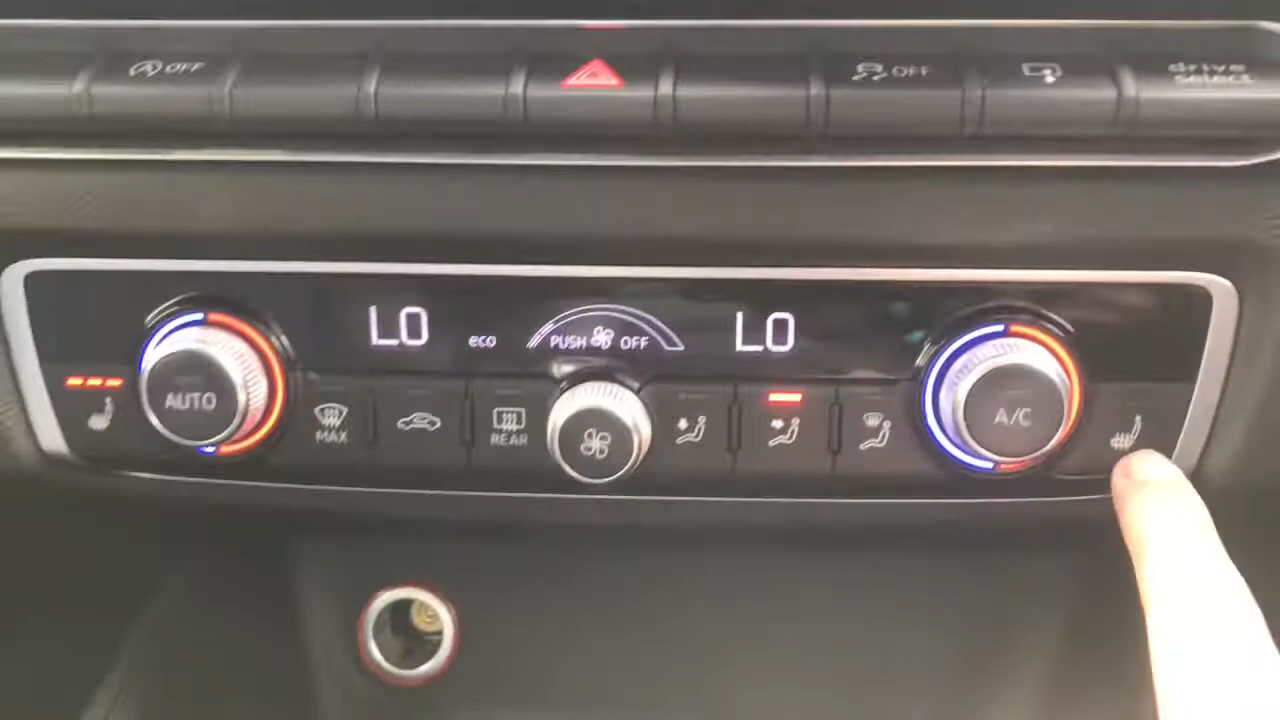 OFF
OFF
drive
select
LO
eco
PUSH OFF
LO
AUTO
MAX
REAR
A/C